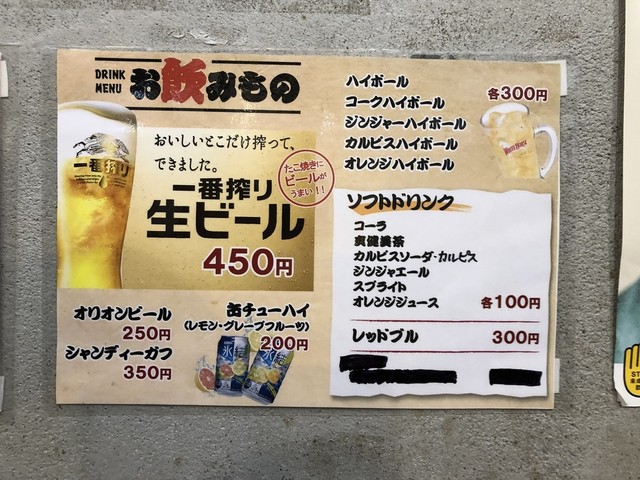 DRINK
MENU
お飲みもの
おいしいとこだけ搾って、
できました。
一番搾り
一番搾り
生ビール
450円
たこ焼きに
ビールが
うまい!!
オリオンビール
250円
シャンディーガフ
350円
缶チューハイ
(レモン・グレープフルーツ)
200円
ハイボール
コークハイボール
ジンジャーハイボール
カルピスハイボール
オレンジハイボール
各300円
ソフトドリンク
コーラ
爽健美茶
カルピスソーダ・カルピス
ジンジャエール
スプライト
オレンジジュース
各100円
レッドブル
300円